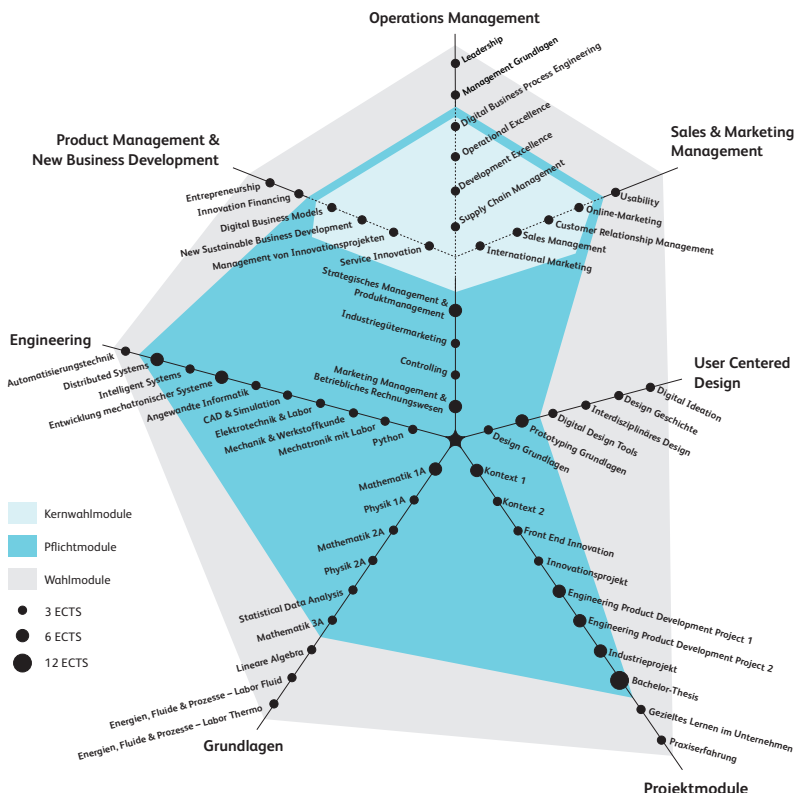 Operations Management
Leadership
Management Grundlagen
Digital Business Process Engineering
Operational Excellence
Development Excellence
Supply Chain Management
Sales & Marketing
Management
Usability
Online-Marketing
Customer Relationship Management
Sales Management
International Marketing
Product Management &
New Business Development
Entrepreneurship
Innovation Financing
Digital Business Models
New Sustainable Business Development
Management von Innovationsprojekten
Service Innovation
Strategisches Management &
Produktmanagement
Industriegütermarketing
Controlling
Marketing Management &
Betriebliches Rechnungswesen
Engineering
Automatisierungstechnik
Distributed Systems
Intelligent Systems
Entwicklung mechatronischer Systeme
Angewandte Informatik
CAD & Simulation
Elektrotechnik & Labor
Mechanik & Werkstoffkunde
Mechatronik mit Labor
Python
User Centered
Design
Digital Ideation
Design Geschichte
Interdisziplinäres Design
Digital Design Tools
Prototyping Grundlagen
Design Grundlagen
Mathematik 1A
Physik 1A
Mathematik 2A
Physik 2A
Statistical Data Analysis
Mathematik 3A
Lineare Algebra
Energien, Fluide & Prozesse – Labor Fluid
Energien, Fluide & Prozesse – Labor Thermo
Grundlagen
Kontext 1
Kontext 2
Front End Innovation
Innovationsprojekt
Engineering Product Development Project 1
Engineering Product Development Project 2
Industrieprojekt
Bachelor-Thesis
Gezieltes Lernen im Unternehmen
Praxiserfahrung
Projektmodule
Kernwahlmodule
Pflichtmodule
Wahlmodule
3 ECTS
6 ECTS
12 ECTS